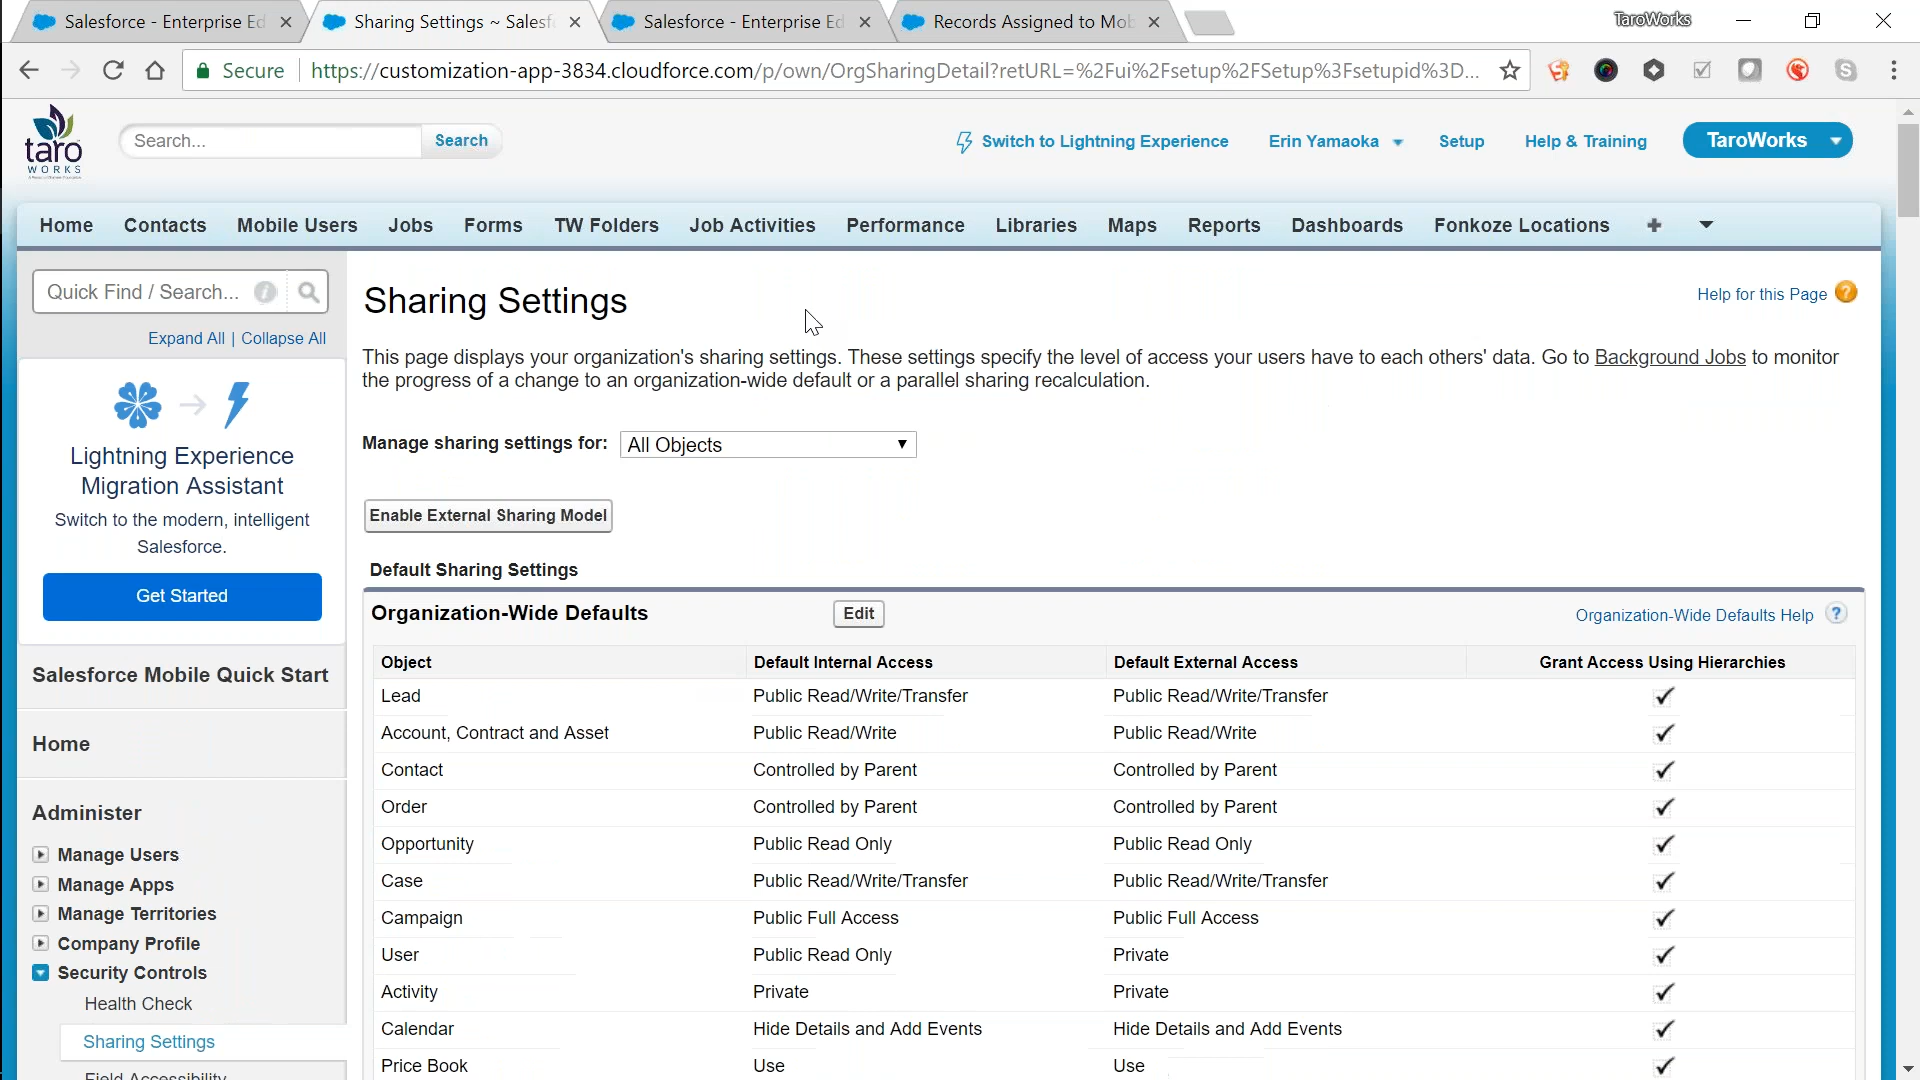 Salesforce - Enterprise Ed
Sharing Settings ~ Salesf
Salesforce - Enterprise Ed
Records Assigned to Mob
TaroWorks
Secure
https://customization-app-3834.cloudforce.com/p/own/OrgSharingDetail?retURL=%2Fui%2Fsetup%2FSetup%3Fsetupid%3D...
taro
WORKS
Search...
Search
Switch to Lightning Experience
Erin Yamaoka
Setup
Help & Training
TaroWorks
Home
Contacts
Mobile Users
Jobs
Forms
TW Folders
Job Activities
Performance
Libraries
Maps
Reports
Dashboards
Fonkoze Locations
Quick Find / Search...
Expand All | Collapse All
Lightning Experience
Migration Assistant
Switch to the modern, intelligent
Salesforce.
Get Started
Salesforce Mobile Quick Start
Home
Administer
Manage Users
Manage Apps
Manage Territories
Company Profile
Security Controls
Health Check
Sharing Settings
Field Accessibility
Sharing Settings
Help for this Page
This page displays your organization's sharing settings. These settings specify the level of access your users have to each others' data. Go to Background Jobs to monitor
the progress of a change to an organization-wide default or a parallel sharing recalculation.
Manage sharing settings for: All Objects
Enable External Sharing Model
Default Sharing Settings
Organization-Wide Defaults Edit Organization-Wide Defaults Help ?
Object Default Internal Access Default External Access Grant Access Using Hierarchies
Lead Public Read/Write/Transfer Public Read/Write/Transfer
Account, Contract and Asset Public Read/Write Public Read/Write
Contact Controlled by Parent Controlled by Parent
Order Controlled by Parent Controlled by Parent
Opportunity Public Read Only Public Read Only
Case Public Read/Write/Transfer Public Read/Write/Transfer
Campaign Public Full Access Public Full Access
User Public Read Only Private
Activity Private Private
Calendar Hide Details and Add Events Hide Details and Add Events
Price Book Use Use